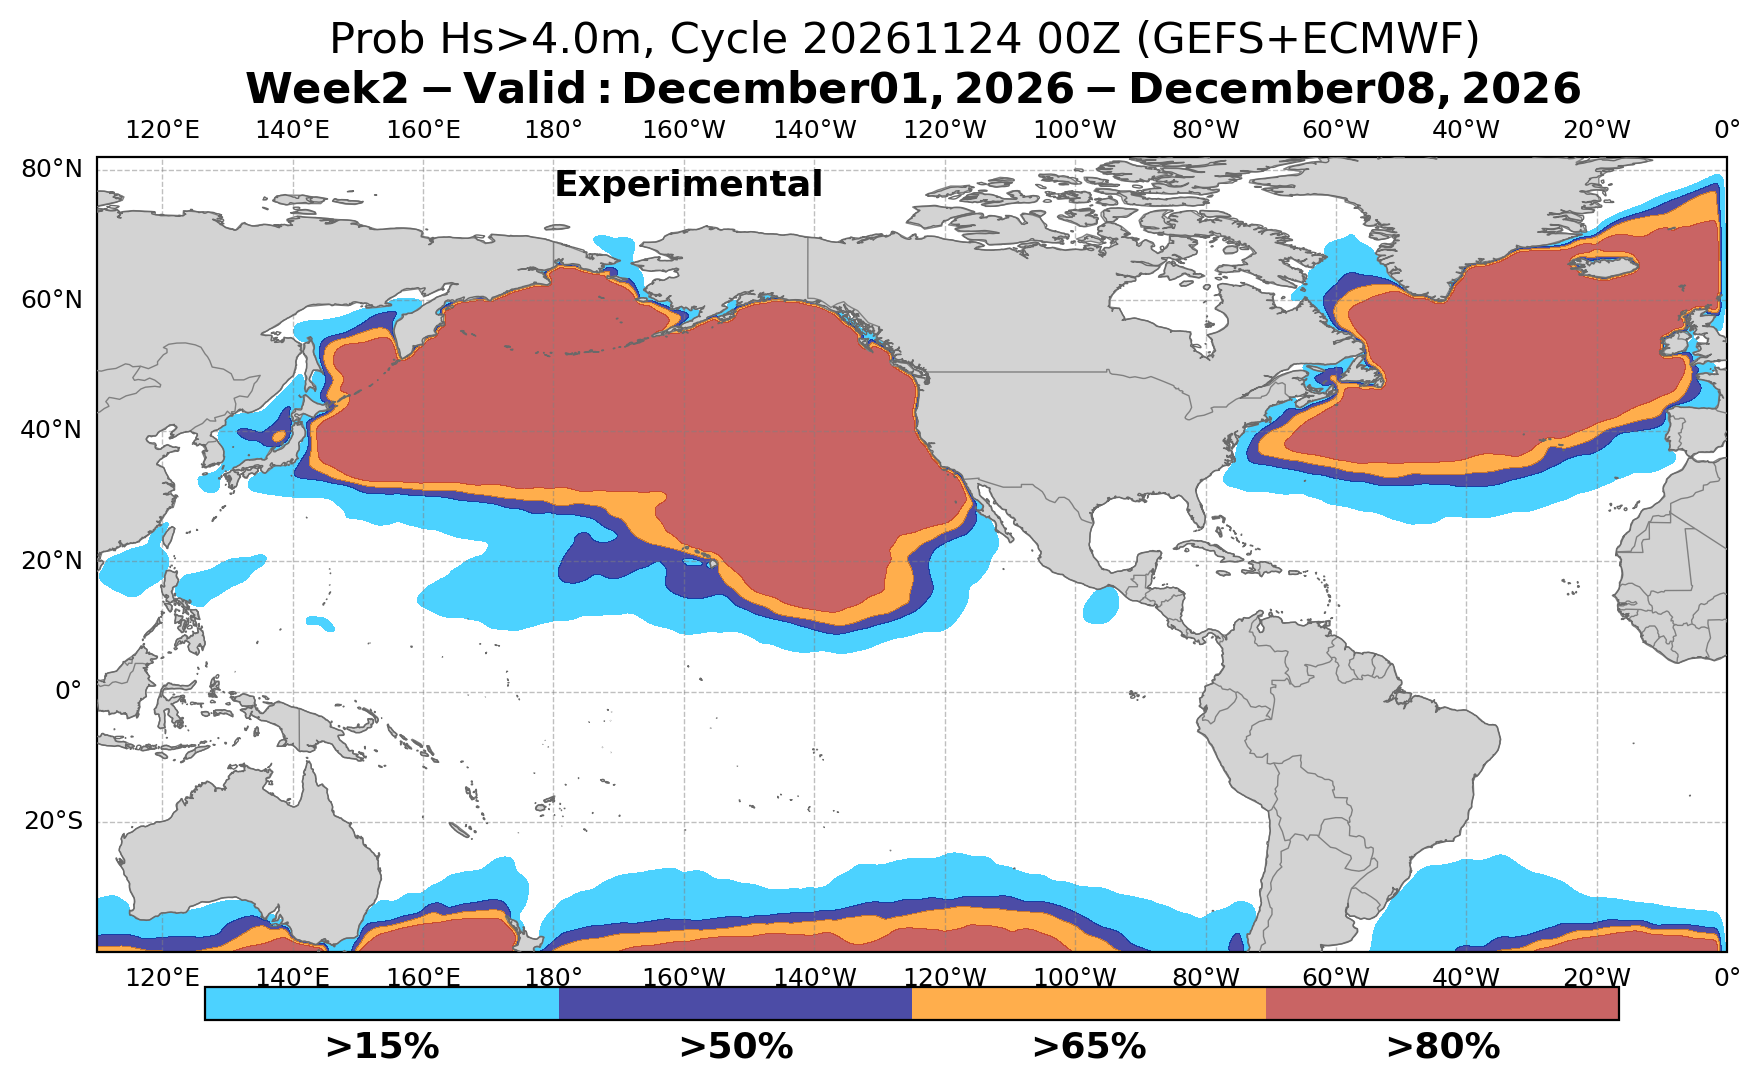 Prob Hs>4.0m, Cycle 20261124 00Z (GEFS+ECMWF)
Week2 − Valid : December01, 2026 − December08, 2026
120°E 140°E 160°E 180° 160°W 140°W 120°W 100°W 80°W 60°W 40°W 20°W 0°
80°N
Experimental
60°N
40°N
20°N
0°
20°S
120°E 140°E 160°E 180° 160°W 140°W 120°W 100°W 80°W 60°W 40°W 20°W 0°
>15% >50% >65% >80%